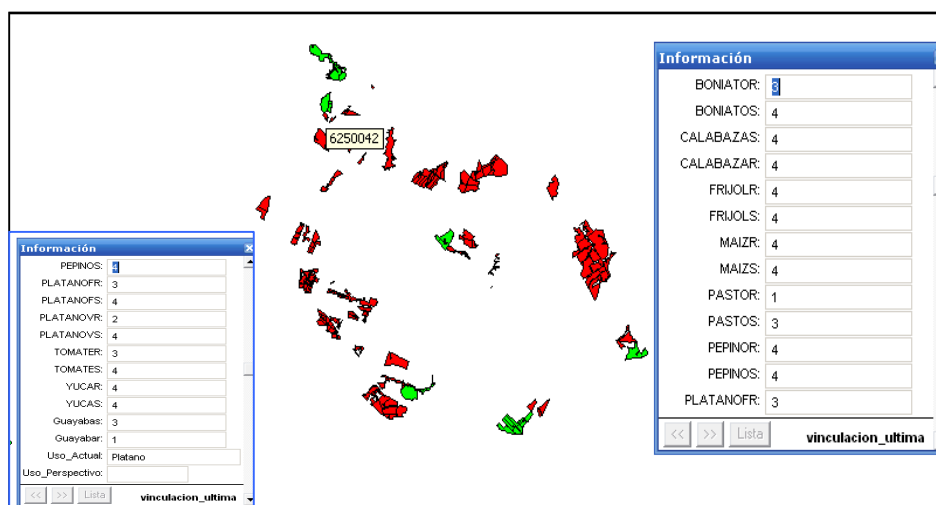 6250042
Información
PEPINOS: 4
PLATANOFR: 3
PLATANOFS: 4
PLATANOVR: 2
PLATANOVS: 4
TOMATER: 3
TOMATES: 4
YUCAR: 4
YUCAS: 4
Guayabas: 3
Guayabar: 1
Uso_Actual: Platano
Uso_Perspectivo:
<< >> Lista vinculacion_ultima
Información
BONIATOR: 3
BONIATOS: 4
CALABAZAS: 4
CALABAZAR: 4
FRIJOLR: 4
FRIJOLS: 4
MAIZR: 4
MAIZS: 4
PASTOR: 1
PASTOS: 3
PEPINOR: 4
PEPINOS: 4
PLATANOFR: 3
<< >> Lista vinculacion_ultima